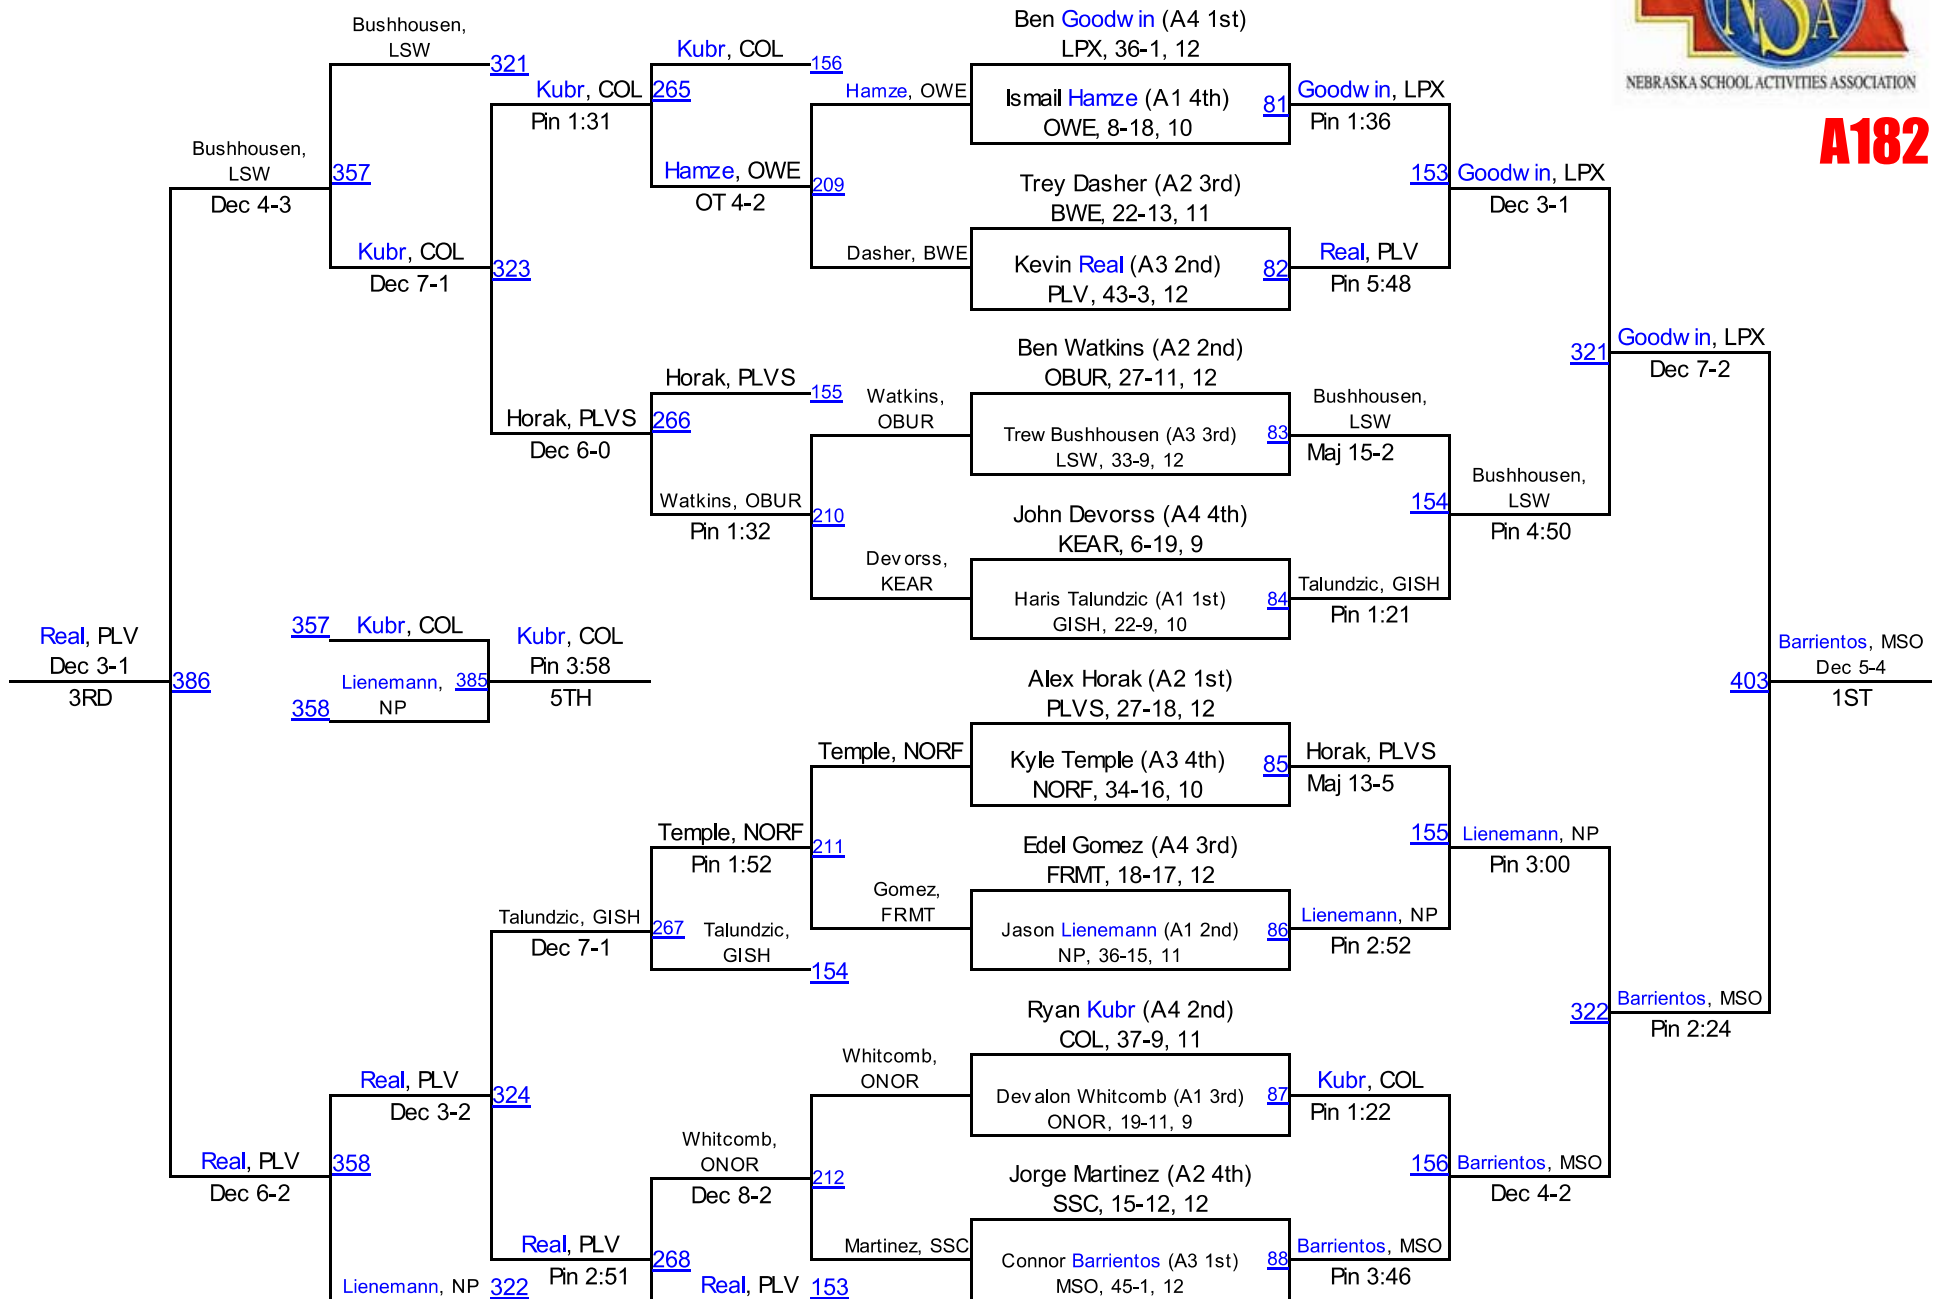 NSA
NEBRASKA SCHOOL ACTIVITIES ASSOCIATION
A182
Ben Goodwin (A4 1st)
LPX, 36-1, 12
Ismail Hamze (A1 4th)
OWE, 8-18, 10
81
Trey Dasher (A2 3rd)
BWE, 22-13, 11
Kevin Real (A3 2nd)
PLV, 43-3, 12
82
Ben Watkins (A2 2nd)
OBUR, 27-11, 12
Trew Bushhousen (A3 3rd)
LSW, 33-9, 12
83
John Devorss (A4 4th)
KEAR, 6-19, 9
Haris Talundzic (A1 1st)
GISH, 22-9, 10
84
Alex Horak (A2 1st)
PLVS, 27-18, 12
Kyle Temple (A3 4th)
NORF, 34-16, 10
85
Edel Gomez (A4 3rd)
FRMT, 18-17, 12
Jason Lienemann (A1 2nd)
NP, 36-15, 11
86
Ryan Kubr (A4 2nd)
COL, 37-9, 11
Devalon Whitcomb (A1 3rd)
ONOR, 19-11, 9
87
Jorge Martinez (A2 4th)
SSC, 15-12, 12
Connor Barrientos (A3 1st)
MSO, 45-1, 12
88
Goodwin, LPX
Pin 1:36
Real, PLV
Pin 5:48
Bushhousen,
LSW
Maj 15-2
Talundzic, GISH
Pin 1:21
Horak, PLVS
Maj 13-5
Lienemann, NP
Pin 2:52
Kubr, COL
Pin 1:22
Barrientos, MSO
Pin 3:46
153
Goodwin, LPX
Dec 3-1
154
Bushhousen,
LSW
Pin 4:50
155
Lienemann, NP
Pin 3:00
156
Barrientos, MSO
Dec 4-2
321
Goodwin, LPX
Dec 7-2
322
Barrientos, MSO
Pin 2:24
403
Barrientos, MSO
Dec 5-4
1ST
Hamze, OWE
Dasher, BWE
Watkins,
OBUR
Devorss,
KEAR
Temple, NORF
Gomez,
FRMT
Whitcomb,
ONOR
Martinez, SSC
Kubr, COL
156
Hamze, OWE
OT 4-2
209
Horak, PLVS
155
Watkins, OBUR
Pin 1:32
210
Temple, NORF
Pin 1:52
211
Talundzic,
GISH
154
Whitcomb,
ONOR
Dec 8-2
212
Real, PLV
153
Kubr, COL
Pin 1:31
265
Horak, PLVS
Dec 6-0
266
Talundzic, GISH
Dec 7-1
267
Real, PLV
Pin 2:51
268
Bushhousen,
LSW
321
Kubr, COL
Dec 7-1
323
Real, PLV
Dec 3-2
324
Lienemann, NP
322
Bushhousen,
LSW
Dec 4-3
357
Real, PLV
Dec 6-2
358
357
Kubr, COL
358
Lienemann,
NP
385
Kubr, COL
Pin 3:58
5TH
Real, PLV
Dec 3-1
3RD
386